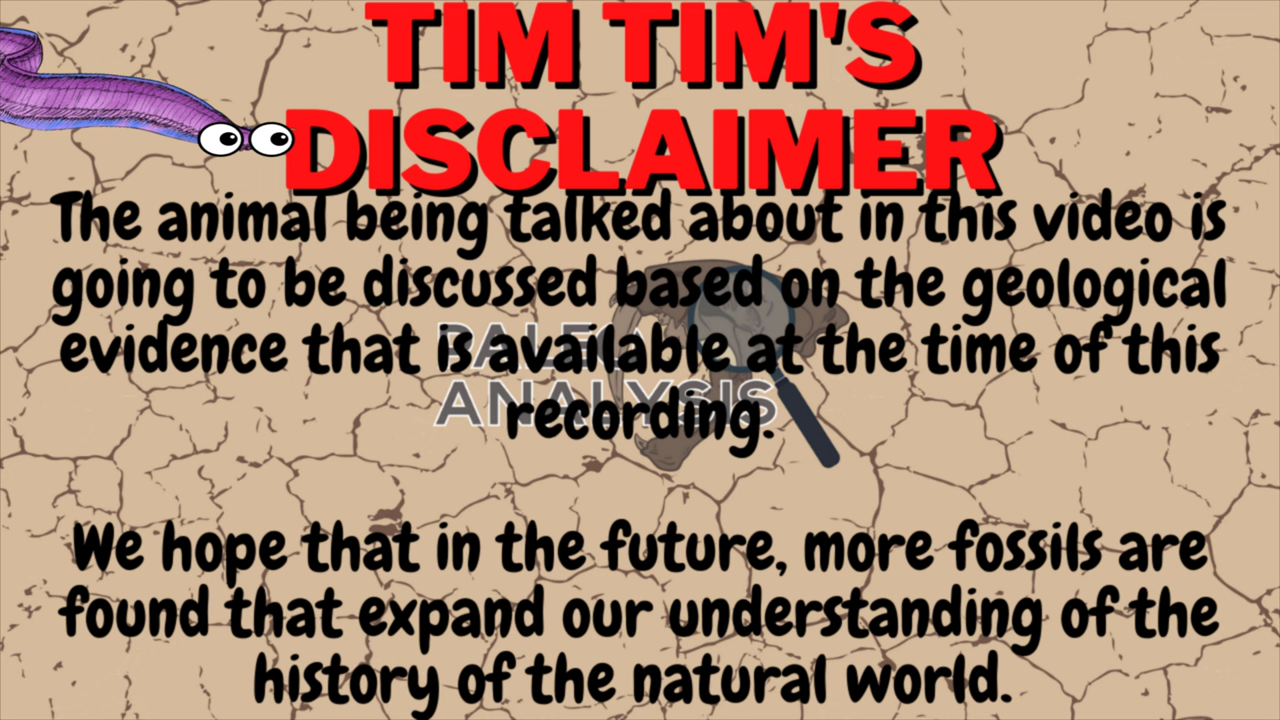 TIM TIM'S
DISCLAIMER
The animal being talked about in this video is
going to be discussed based on the geological
evidence that is available at the time of this
recording.
PALEO
ANALYSIS
We hope that in the future, more fossils are
found that expand our understanding of the
history of the natural world.